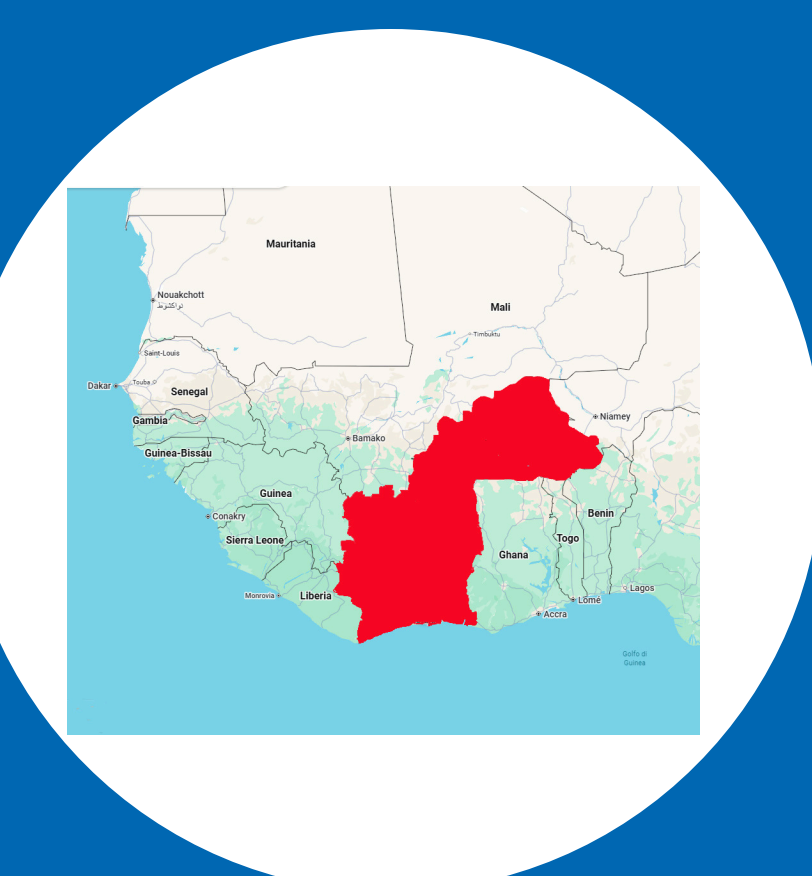 Mauritania
Nouakchott
نواكشوط
Mali
Timbuktu
Saint-Louis
Dakar
Touba
Senegal
Gambia
Niamey
Bamako
Guinea-Bissau
Guinea
Conakry
Sierra Leone
Benin
Togo
Ghana
Monrovia
Liberia
Lagos
Lomé
Accra
Golfo di
Guinea